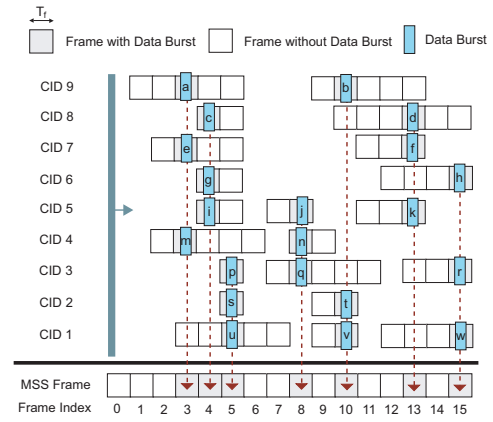 Tf
Frame with Data Burst Frame without Data Burst Data Burst
CID 9 a b
CID 8 c d
CID 7 e f
CID 6 g h
CID 5 i j k
CID 4 m n
CID 3 p q r
CID 2 s t
CID 1 u v w
MSS Frame
Frame Index 0 1 2 3 4 5 6 7 8 9 10 11 12 13 14 15